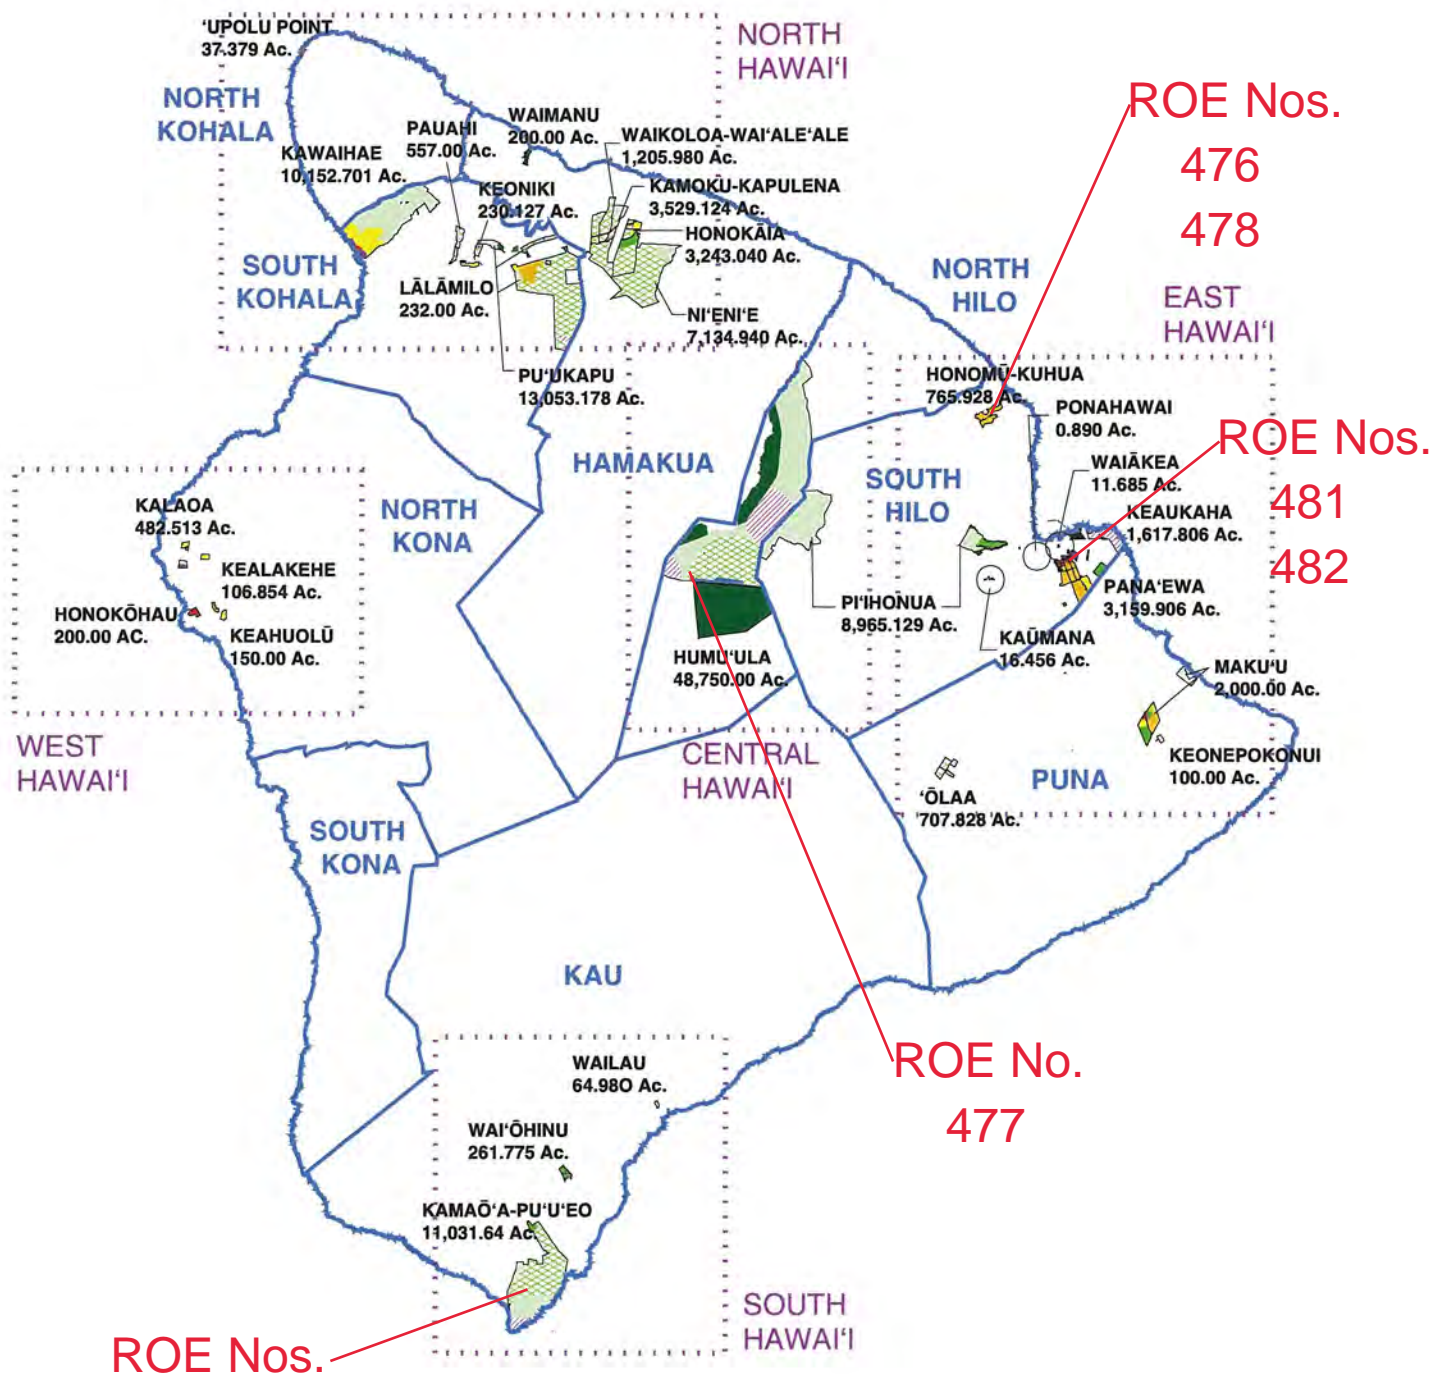 ‘UPOLU POINT
37.379 Ac.
NORTH
HAWAI‘I
NORTH
KOHALA
PAUAHI
557.00 Ac.
WAIMANU
200.00 Ac.
WAIKOLOA-WAI‘ALE‘ALE
1,205.980 Ac.
KAWAIHAE
10,152.701 Ac.
KEONIKI
230.127 Ac.
KAMOKU-KAPULENA
3,529.124 Ac.
HONOKĀIA
3,243.040 Ac.
SOUTH
KOHALA
LĀLĀMILO
232.00 Ac.
NI‘ENI‘E
7,134.940 Ac.
PU‘UKAPU
13,053.178 Ac.
ROE Nos.
476
478
NORTH
HILO
EAST
HAWAI‘I
HONOMŪ-KUHUA
765.928 Ac.
PONAHAWAI
0.890 Ac.
ROE Nos.
481
482
WAIĀKEA
11.685 Ac.
KEAUKAHA
1,617.806 Ac.
HAMAKUA
SOUTH
HILO
NORTH
KONA
KALAOA
482.513 Ac.
KEALAKEHE
106.854 Ac.
HONOKŌHAU
200.00 AC.
KEAHUOLŪ
150.00 Ac.
PANA‘EWA
3,159.906 Ac.
PI‘IHONUA
8,965.129 Ac.
KAŪMANA
16.456 Ac.
HUMU‘ULA
48,750.00 Ac.
MAKU‘U
2,000.00 Ac.
WEST
HAWAI‘I
CENTRAL
HAWAI‘I
KEONEPOKONUI
100.00 Ac.
PUNA
‘ŌLAA
707.828 Ac.
SOUTH
KONA
KAU
ROE No.
477
WAILAU
64.98O Ac.
WAI‘ŌHINU
261.775 Ac.
KAMAŌ‘A-PU‘U‘EO
11,031.64 Ac.
SOUTH
HAWAI‘I
ROE Nos.